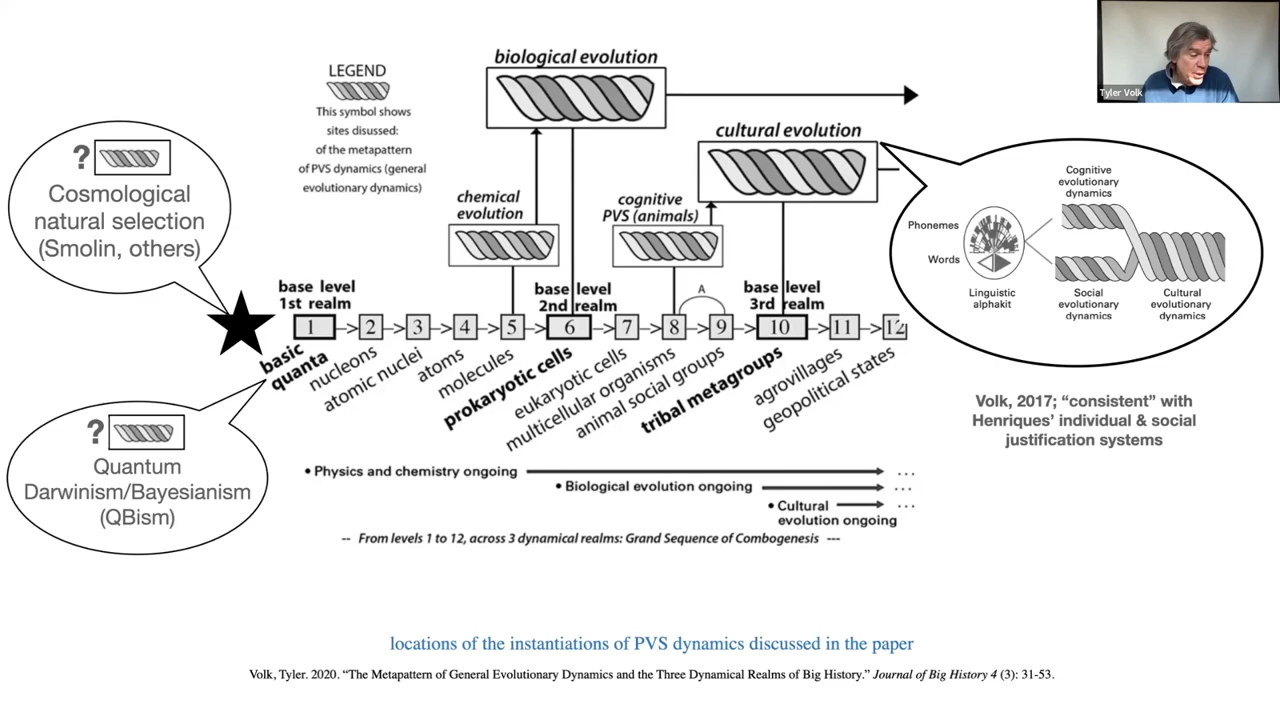 biological evolution
LEGEND
This symbol shows
sites disussed:
of the metapattern
of PVS dynamics (general
evolutionary dynamics)
Tyler Volk
cultural evolution
?
Cosmological
natural selection
(Smolin, others)
chemical
evolution
cognitive
PVS (animals)
Cognitive
evolutionary
dynamics
Phonemes
Words
Linguistic
alphakit
Social
evolutionary
dynamics
Cultural
evolutionary
dynamics
base level
1st realm
base level
2nd realm
A
base level
3rd realm
1 2 3 4 5 6 7 8 9 10 11 12
basic
quanta
nucleons
atomic nuclei
atoms
molecules
prokaryotic cells
eukaryotic cells
multicellular organisms
animal social groups
tribal metagroups
agrovillages
geopolitical states
?
Quantum
Darwinism/Bayesianism
(QBism)
Volk, 2017; “consistent” with
Henriques’ individual & social
justification systems
• Physics and chemistry ongoing ...
• Biological evolution ongoing ...
• Cultural ...
evolution ongoing
-- From levels 1 to 12, across 3 dynamical realms: Grand Sequence of Combogenesis ---
locations of the instantiations of PVS dynamics discussed in the paper
Volk, Tyler. 2020. “The Metapattern of General Evolutionary Dynamics and the Three Dynamical Realms of Big History.” Journal of Big History 4 (3): 31-53.